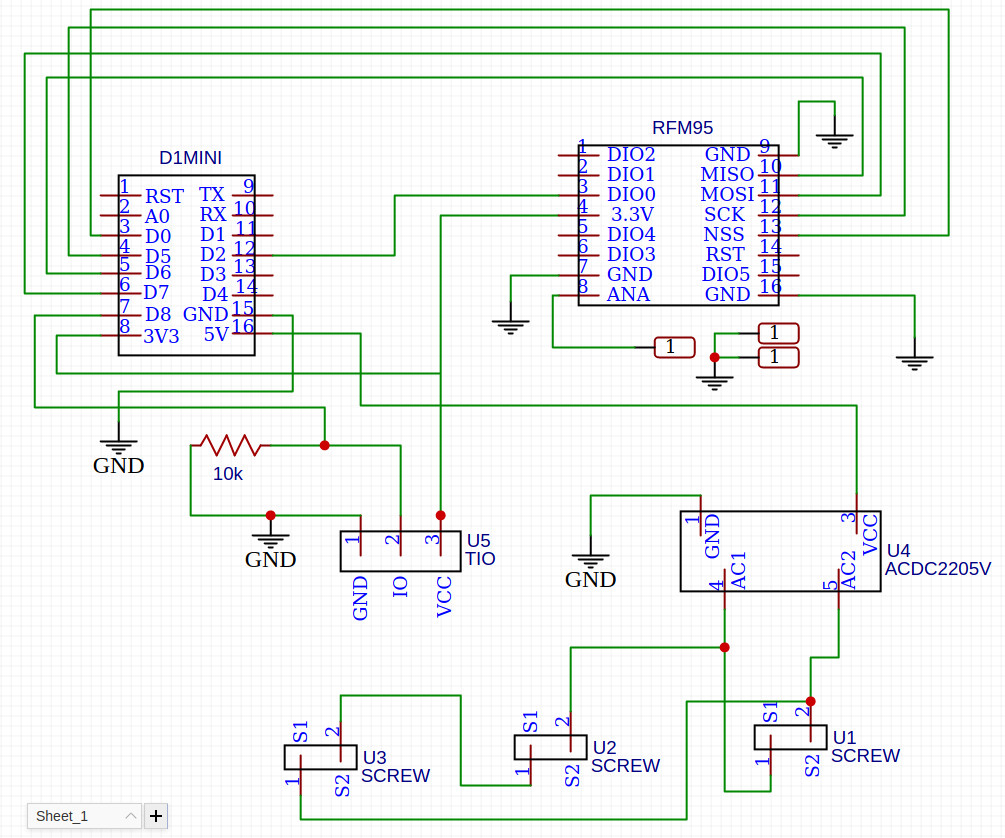 D1MINI
1 RST TX 9
2 A0 RX 10
3 D0 D1 11
4 D5 D2 12
5 D6 D3 13
6 D7 D4 14
7 D8 GND 15
8 3V3 5V 16
RFM95
1 DIO2 GND 9
2 DIO1 MISO 10
3 DIO0 MOSI 11
4 3.3V SCK 12
5 DIO4 NSS 13
6 DIO3 RST 14
7 GND DIO5 15
8 ANA GND 16
1
1
1
GND
10k
GND
1 2 3
GND IO VCC
U5
TIO
GND
1 GND
3 VCC
4 AC1
5 AC2
U4
ACDC2205V
S1 2
1 S2
U3
SCREW
S1 2
1 S2
U2
SCREW
S1 2
1 S2
U1
SCREW
Sheet_1
+